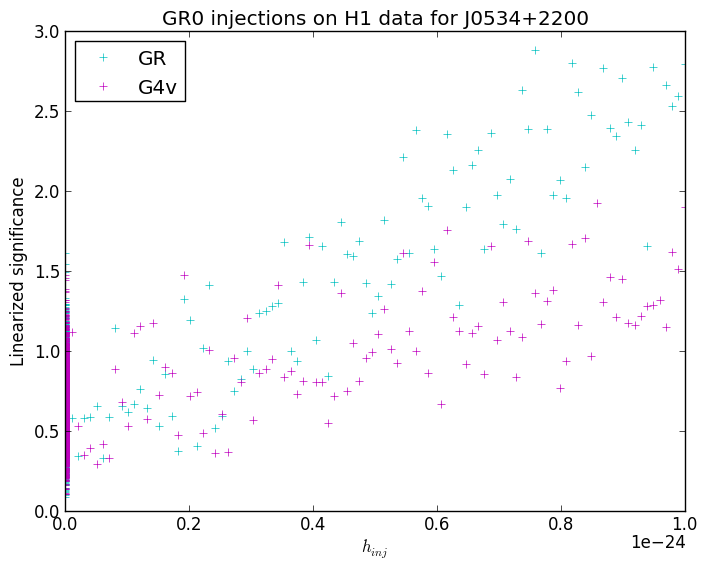 GR0 injections on H1 data for J0534+2200
GR
G4v
Linearized significance
3.0
2.5
2.0
1.5
1.0
0.5
0.0
0.0 0.2 0.4 0.6 0.8 1.0
h_inj
1e−24